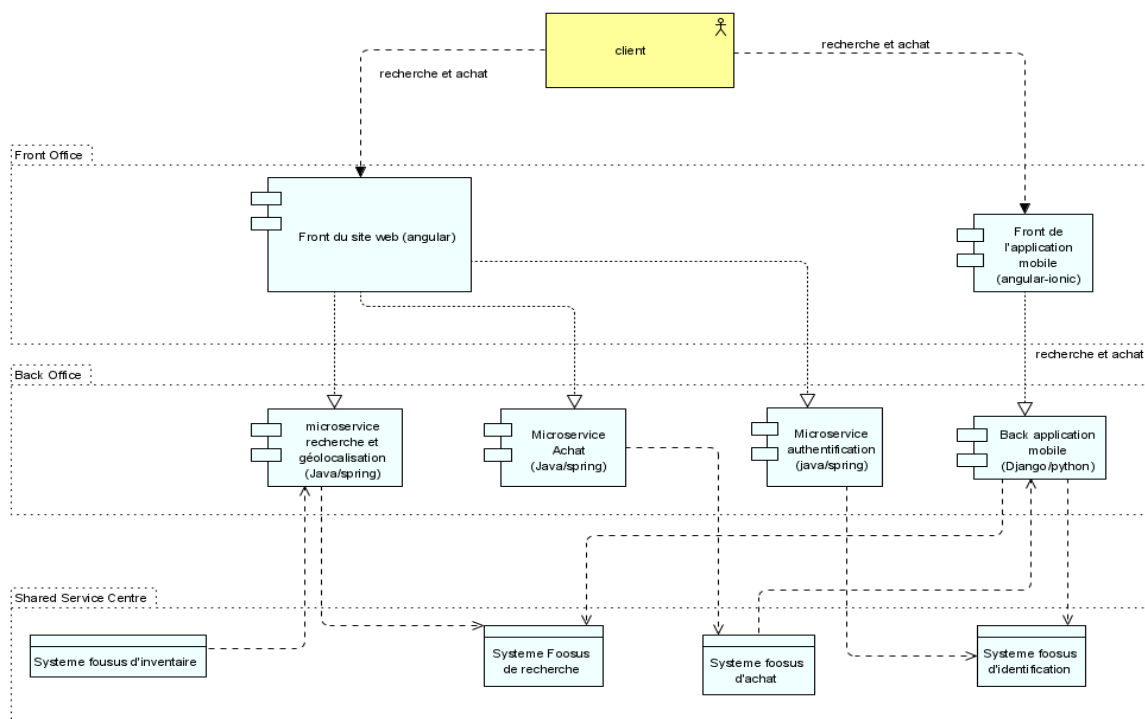 client
recherche et achat
recherche et achat
Front Office
Front du site web (angular)
Front de
l'application
mobile
(angular-ionic)
recherche et achat
Back Office
microservice
recherche et
géolocalisation
(Java/spring)
Microservice
Achat
(Java/spring)
Microservice
authentification
(java/spring)
Back application
mobile
(Django/python)
Shared Service Centre
Systeme fousus d'inventaire
Systeme Foosus
de recherche
Systeme foosus
d'achat
Systeme foosus
d'identification